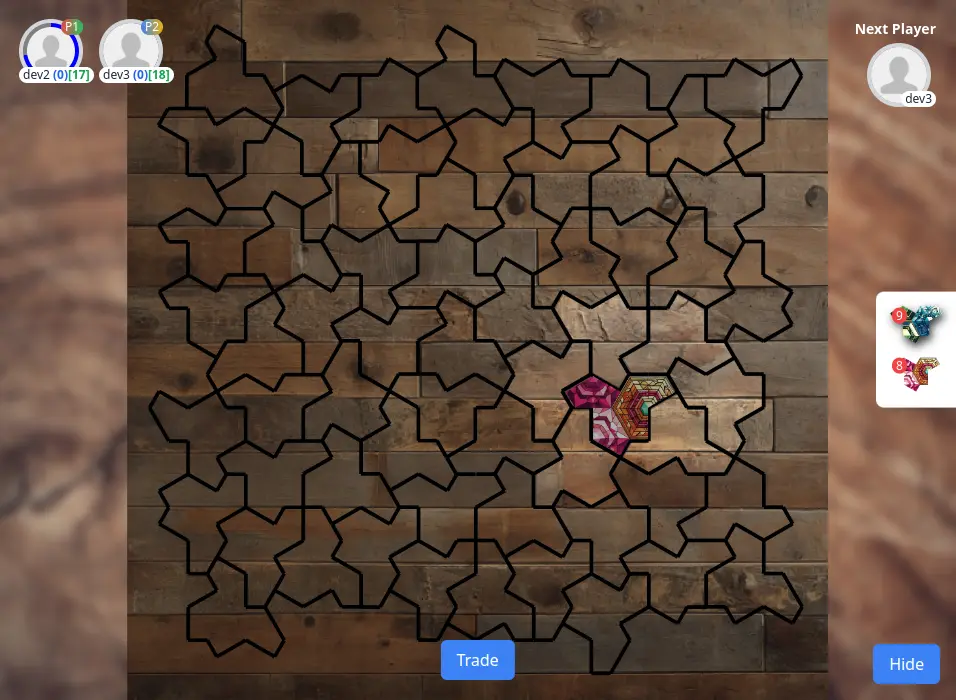 P1
P2
dev2 (0)[17]
dev3 (0)[18]
Next Player
dev3
9
8
Trade
Hide